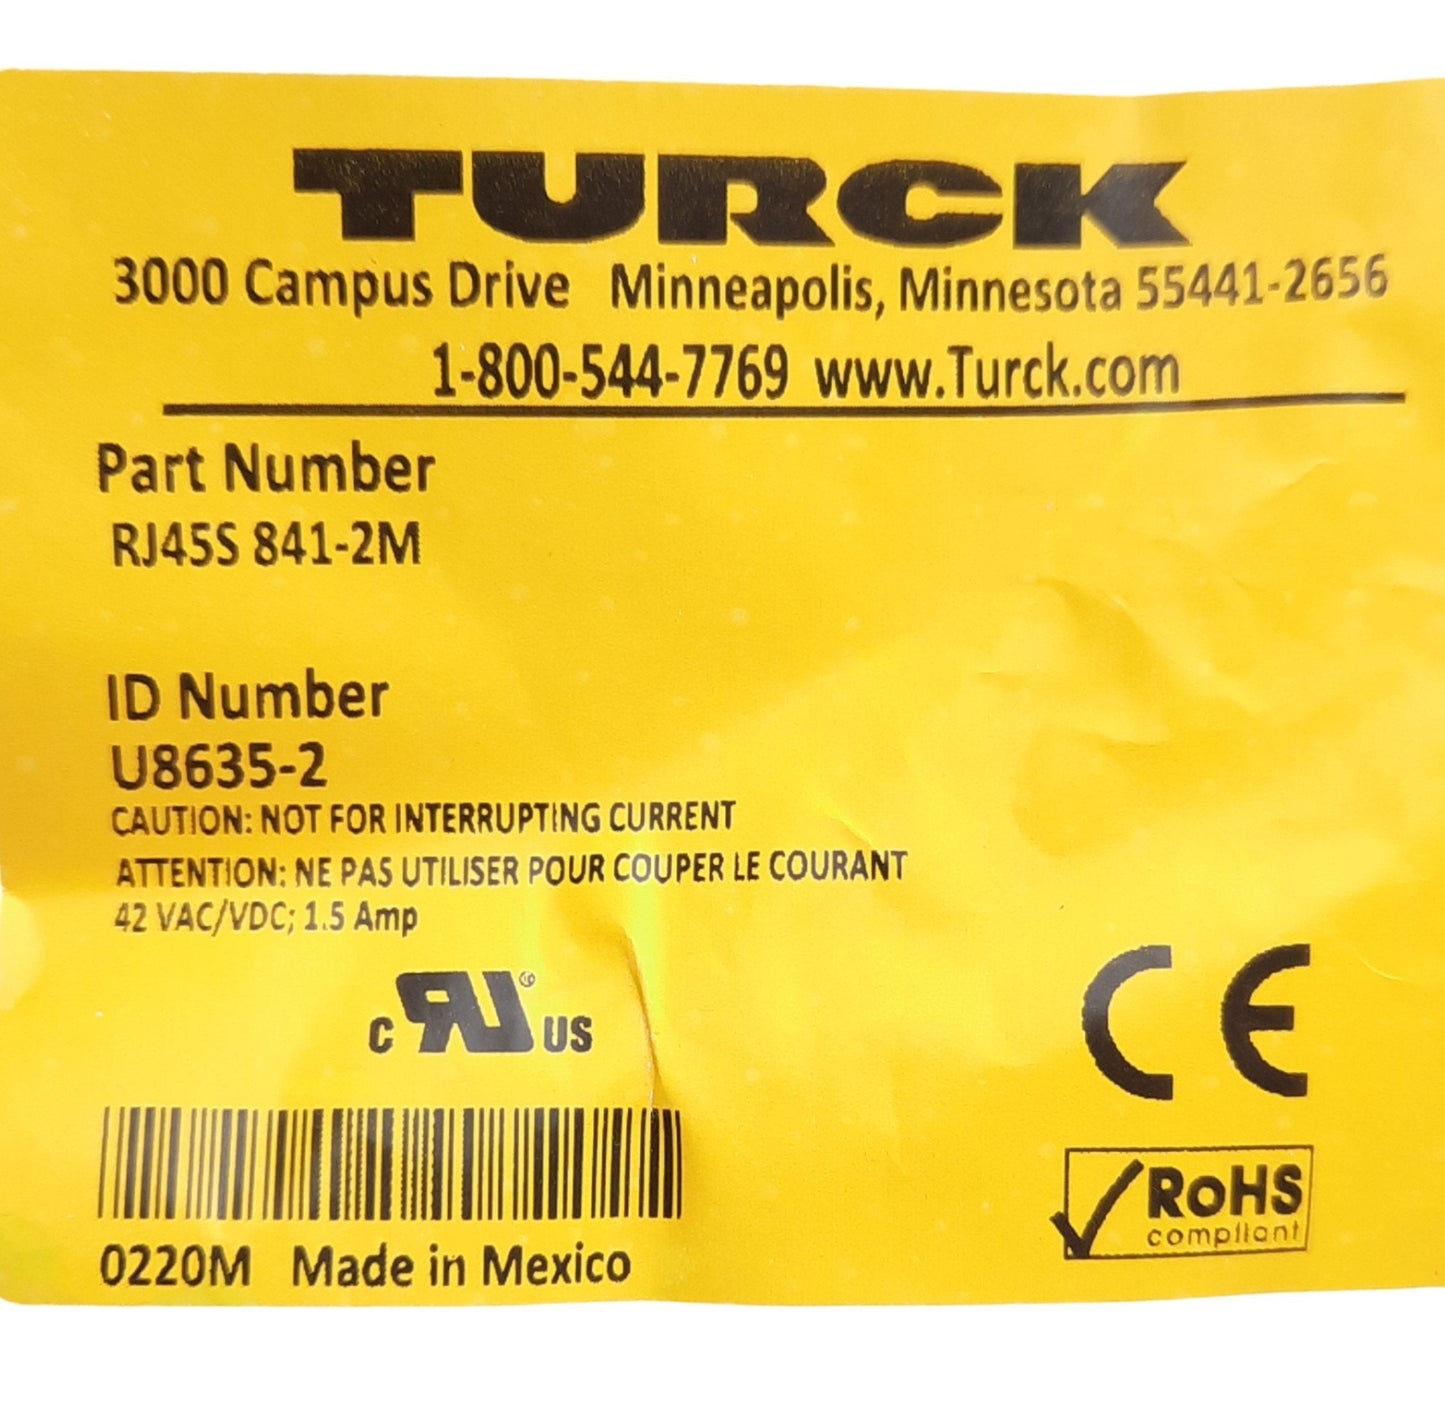 TURCK
3000 Campus Drive Minneapolis, Minnesota 55441-2656
1-800-544-7769 www.Turck.com
Part Number
RJ45S 841-2M
ID Number
U8635-2
CAUTION: NOT FOR INTERRUPTING CURRENT
ATTENTION: NE PAS UTILISER POUR COUPER LE COURANT
42 VAC/VDC; 1.5 Amp
C RU® US
CE
RoHS
compliant
0220M Made in Mexico